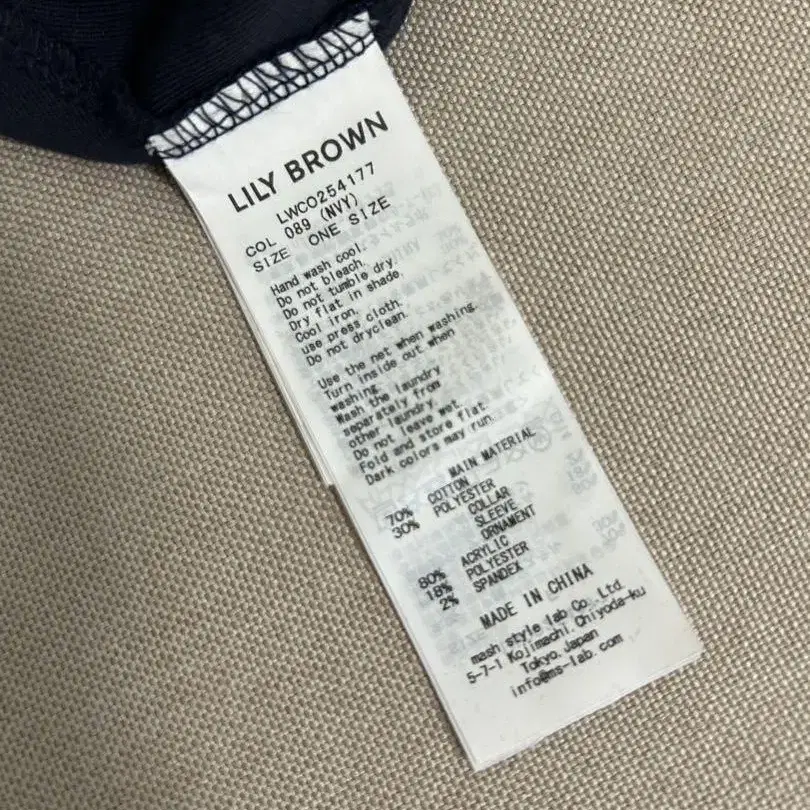 LILY BROWN
LWCO254177
COL 089 (NVY)
SIZE ONE SIZE
Hand wash cool.
Do not bleach.
Do not tumble dry.
Dry flat in shade.
Cool iron.
use press cloth.
Do not dryclean.
Use the net when washing.
Turn inside out when
washing.
Wash the laundry
separately from
other laundry.
Do not leave wet.
Fold and store flat.
Dark colors may run.
MAIN MATERIAL
70% COTTON
30% POLYESTER
COLLAR
SLEEVE
ORNAMENT
80% ACRYLIC
18% POLYESTER
2% SPANDEX
MADE IN CHINA
mash style lab Co., Ltd.
5-7-1 Kojimachi, Chiyoda-ku
Tokyo, Japan
info@ms-lab.com